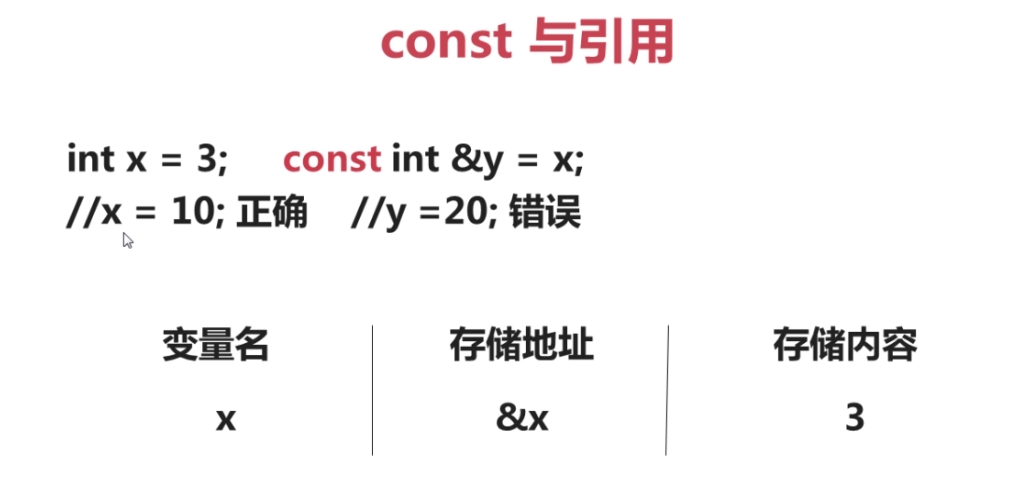 const 与引用
int x = 3; const int &y = x;
//x = 10; 正确 //y =20; 错误
变量名 存储地址 存储内容
x &x 3